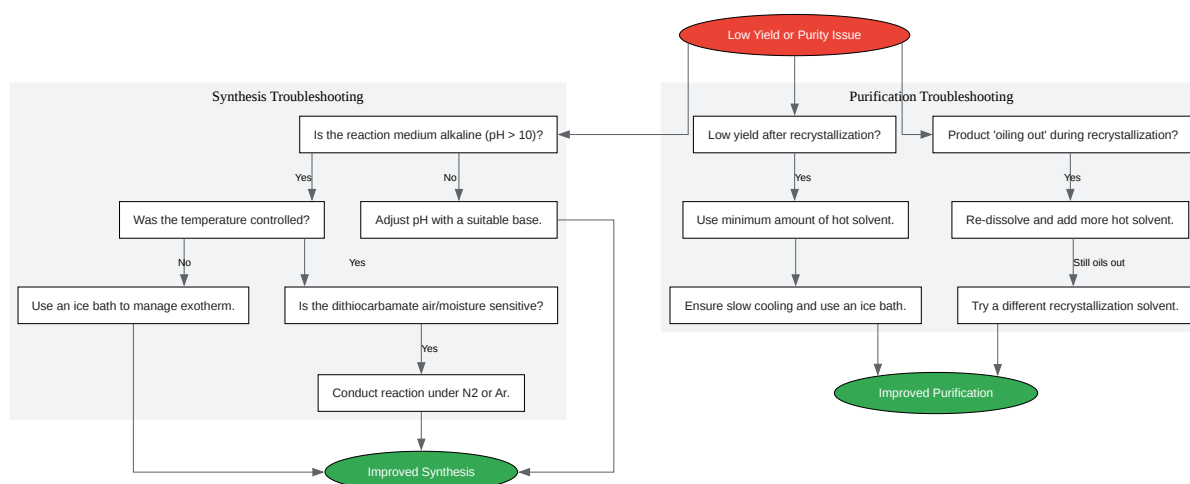 Low Yield or Purity Issue
Synthesis Troubleshooting
Purification Troubleshooting
Is the reaction medium alkaline (pH > 10)?
Low yield after recrystallization?
Product 'oiling out' during recrystallization?
Yes
No
Yes
Yes
Was the temperature controlled?
Adjust pH with a suitable base.
Use minimum amount of hot solvent.
Re-dissolve and add more hot solvent.
No
Yes
Still oils out
Use an ice bath to manage exotherm.
Is the dithiocarbamate air/moisture sensitive?
Ensure slow cooling and use an ice bath.
Try a different recrystallization solvent.
Yes
Conduct reaction under N2 or Ar.
Improved Purification
Improved Synthesis